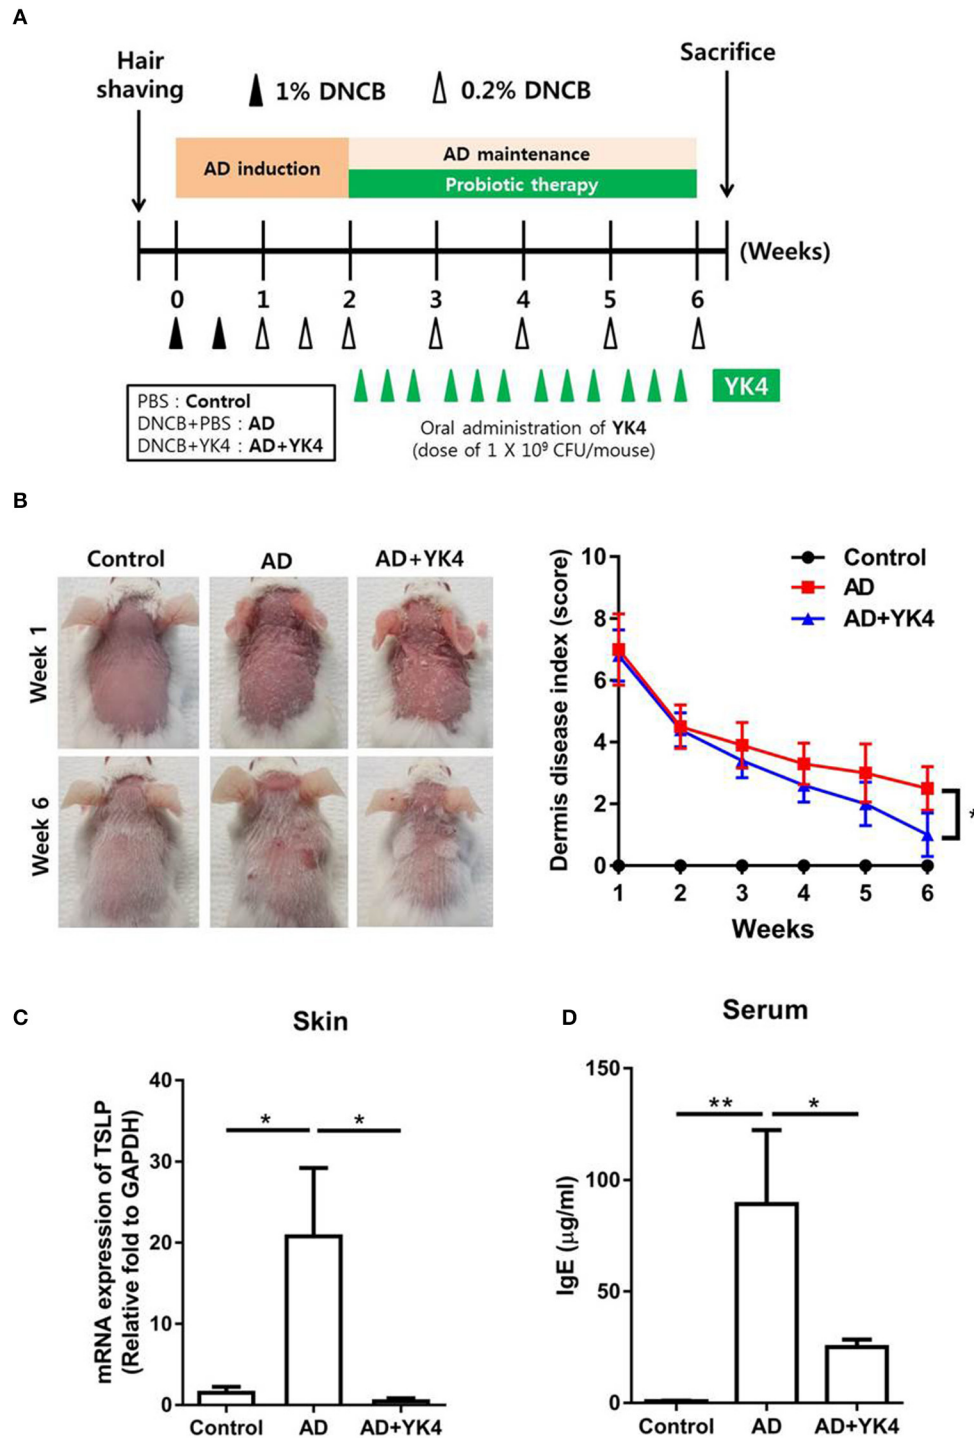 A
Hair
shaving
1% DNCB
0.2% DNCB
Sacrifice
AD induction
AD maintenance
Probiotic therapy
(Weeks)
0 1 2 3 4 5 6
YK4
PBS : Control
DNCB+PBS : AD
DNCB+YK4 : AD+YK4
Oral administration of YK4
(dose of 1 X 10⁹ CFU/mouse)
B
Control AD AD+YK4
Week 1
Week 6
Dermis disease index (score)
10
8
6
4
2
0
1 2 3 4 5 6
Weeks
Control
AD
AD+YK4
*
C
Skin
mRNA expression of TSLP
(Relative fold to GAPDH)
40
30
20
10
0
* *
Control AD AD+YK4
D
Serum
IgE (μg/ml)
150
100
50
0
** *
Control AD AD+YK4